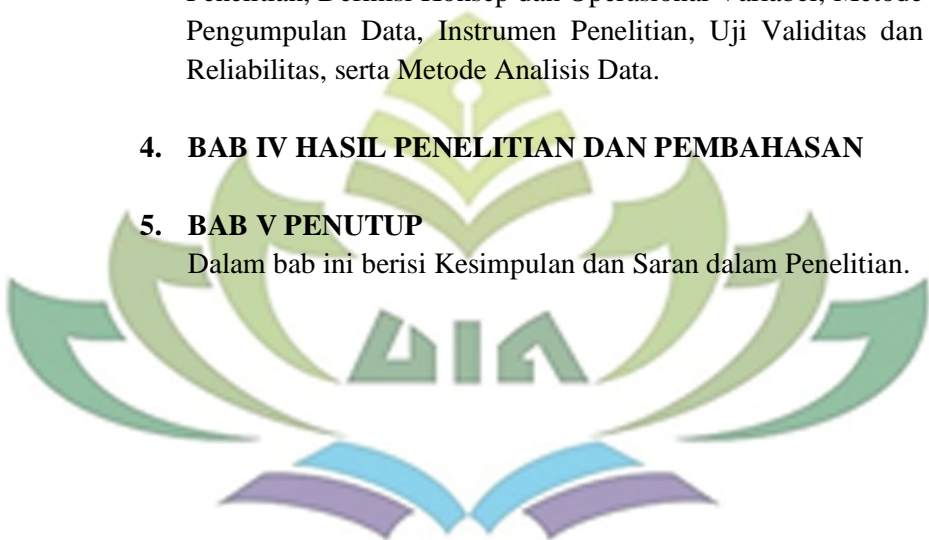 Penelitian, Definisi Konsep dan Operasional Variabel, Metode
Pengumpulan Data, Instrumen Penelitian, Uji Validitas dan
Reliabilitas, serta Metode Analisis Data.
4. BAB IV HASIL PENELITIAN DAN PEMBAHASAN
5. BAB V PENUTUP
Dalam bab ini berisi Kesimpulan dan Saran dalam Penelitian.